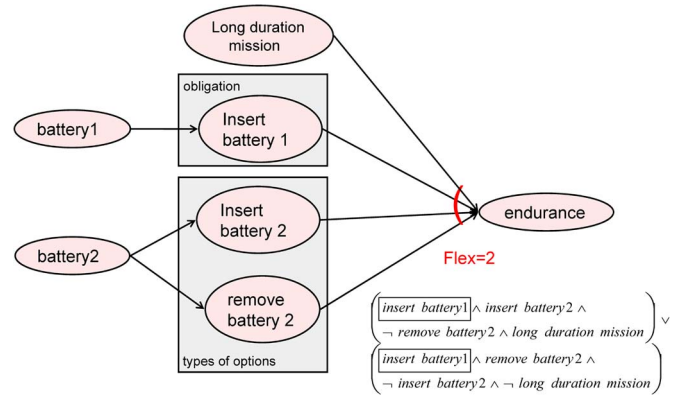 Long duration
mission
obligation
Insert
battery 1
battery1
Insert
battery 2
battery2
remove
battery 2
types of options
endurance
Flex=2
(insert battery1 ∧ insert battery2 ∧
¬ remove battery2 ∧ long duration mission) ∨
(insert battery1 ∧ remove battery2 ∧
¬ insert battery2 ∧ ¬ long duration mission)